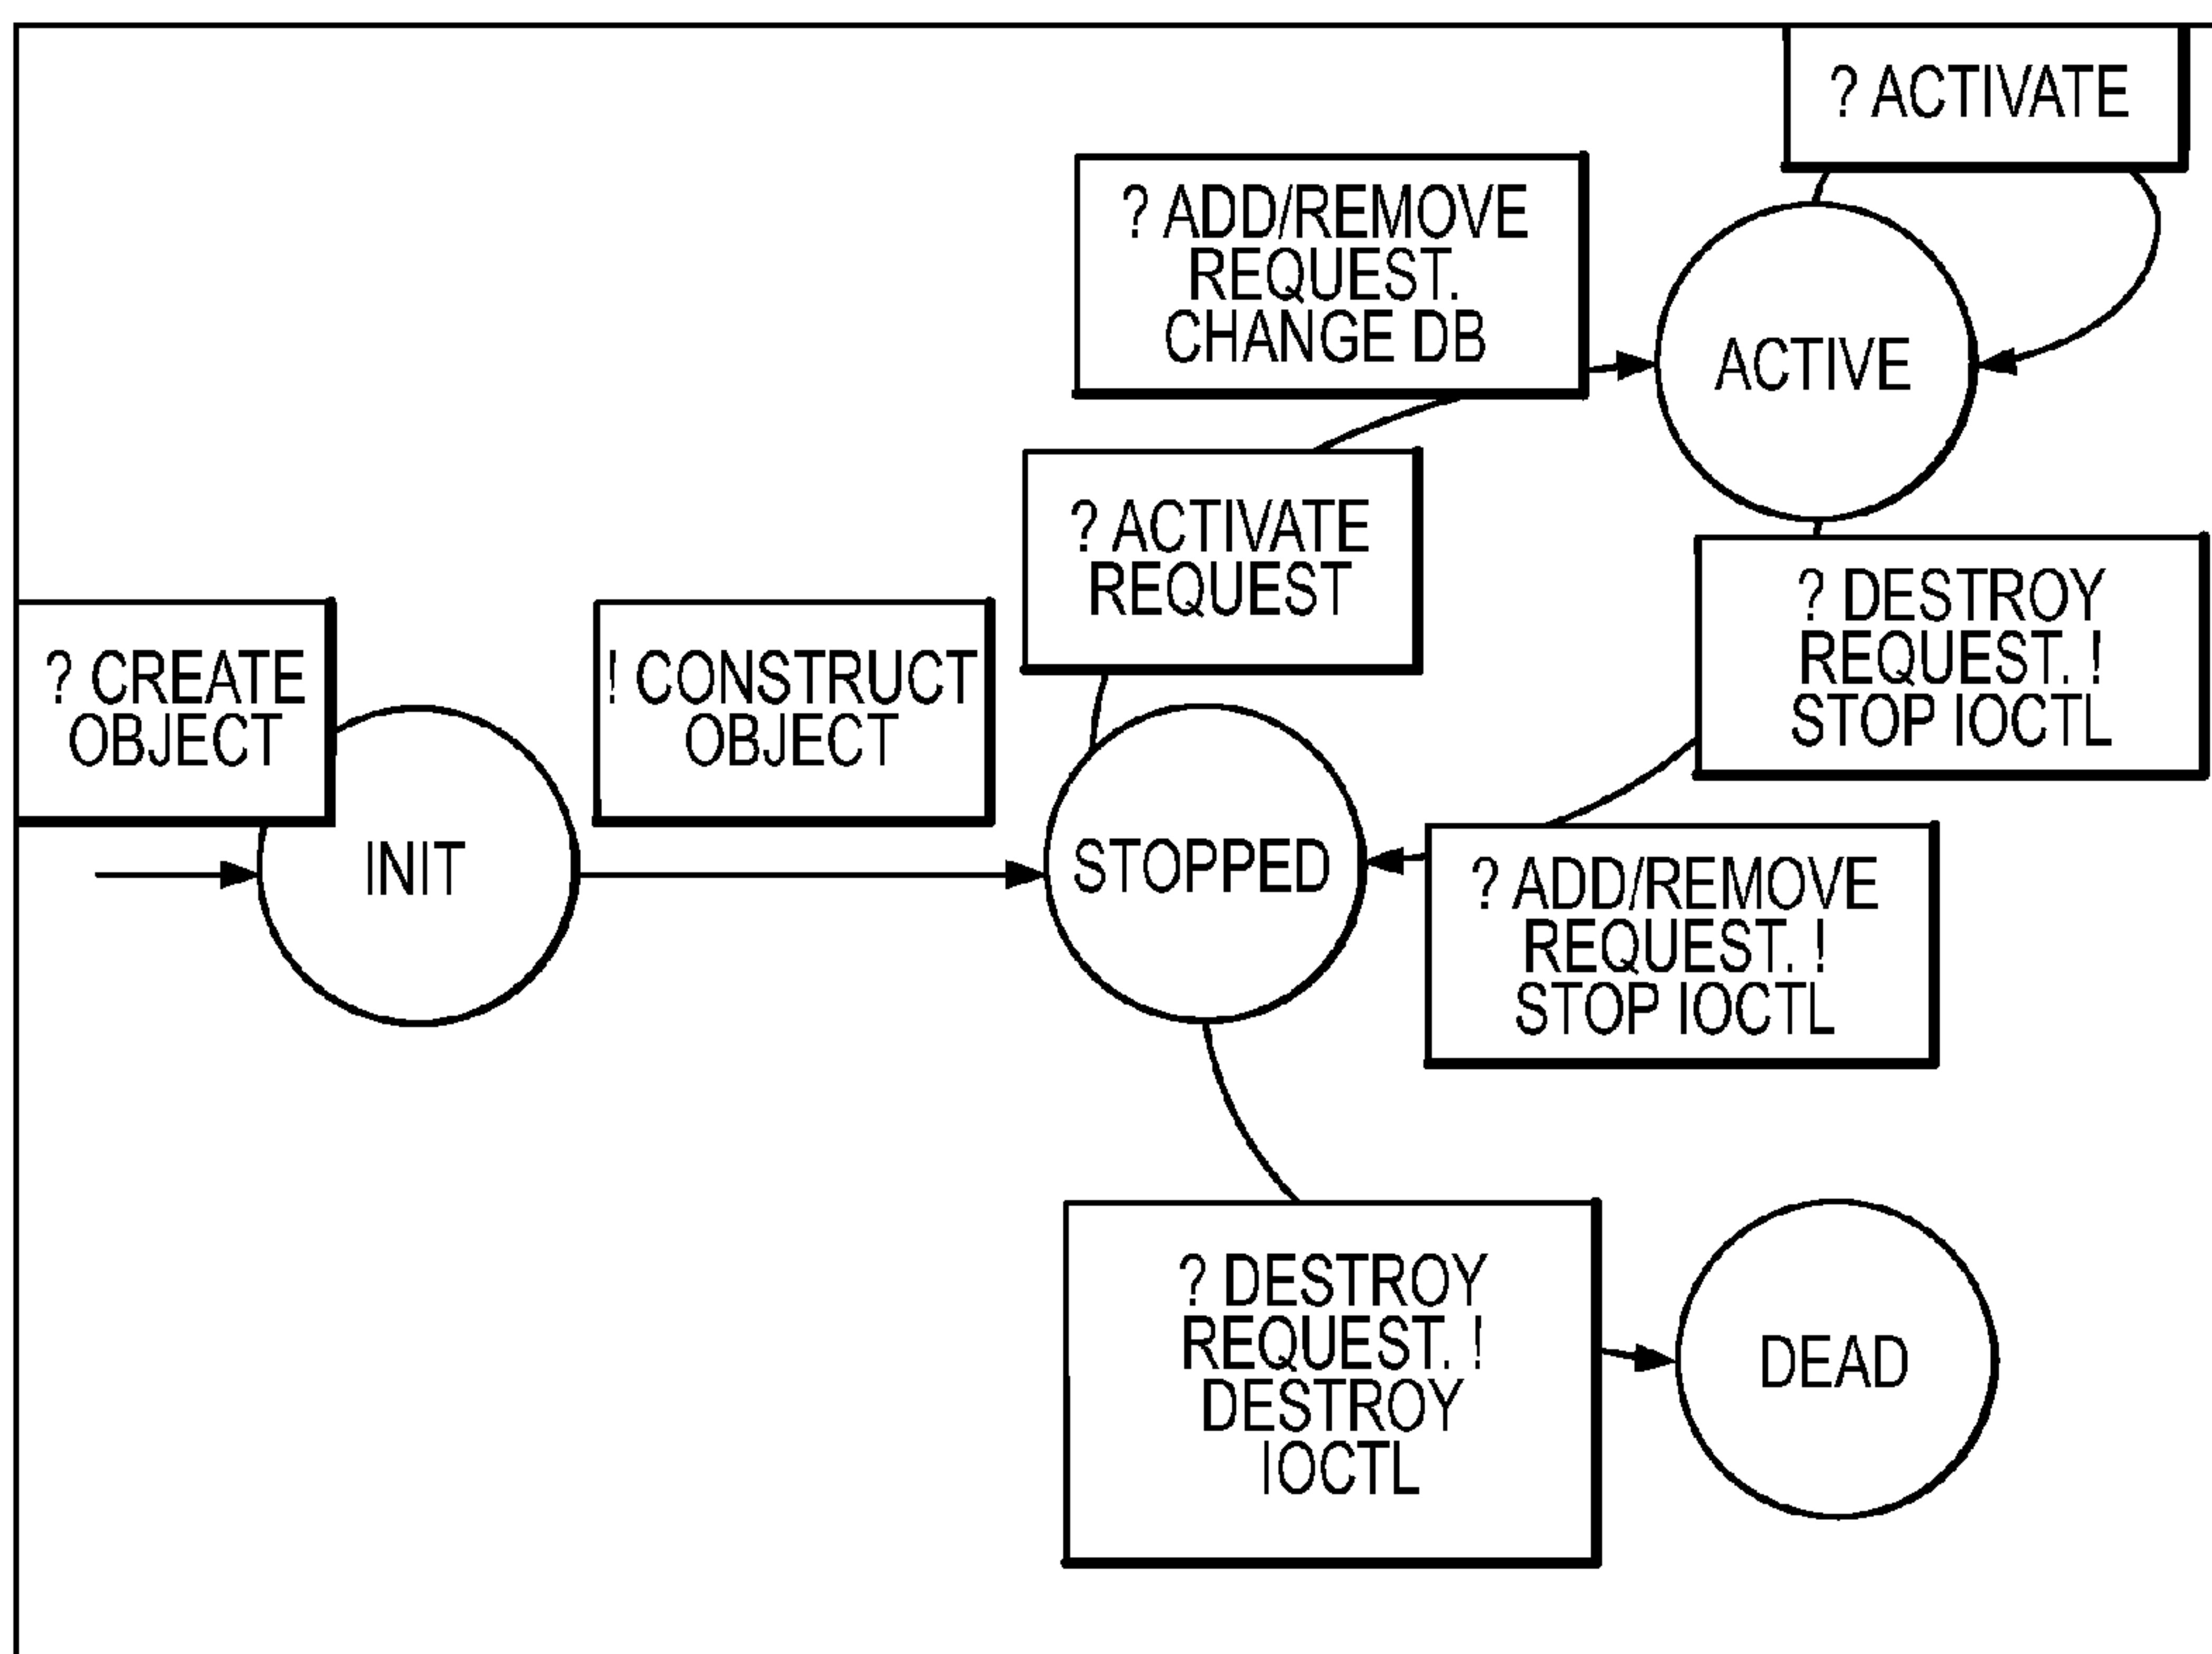 ? ACTIVATE
? ADD/REMOVE
REQUEST.
CHANGE DB
ACTIVE
? ACTIVATE
REQUEST
? DESTROY
REQUEST. !
STOP IOCTL
? CREATE
OBJECT
! CONSTRUCT
OBJECT
INIT
STOPPED
? ADD/REMOVE
REQUEST. !
STOP IOCTL
? DESTROY
REQUEST. !
DESTROY
IOCTL
DEAD